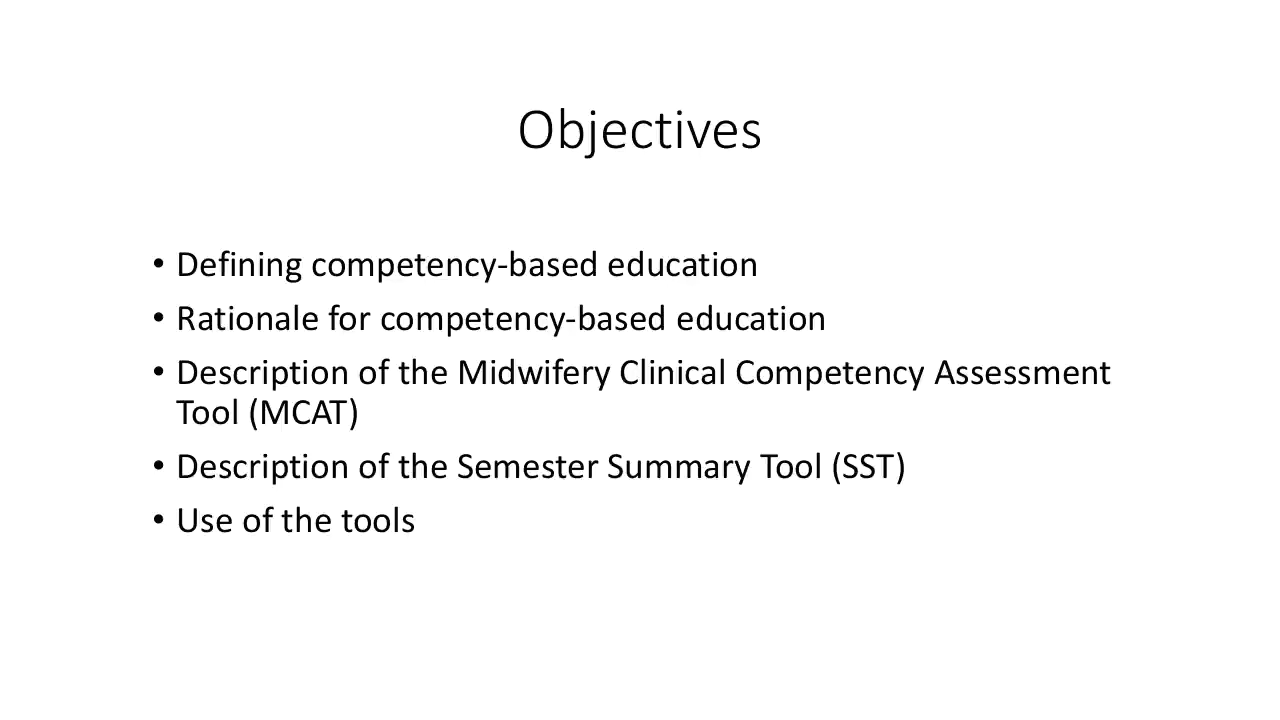 Objectives
• Defining competency-based education
• Rationale for competency-based education
• Description of the Midwifery Clinical Competency Assessment
Tool (MCAT)
• Description of the Semester Summary Tool (SST)
• Use of the tools